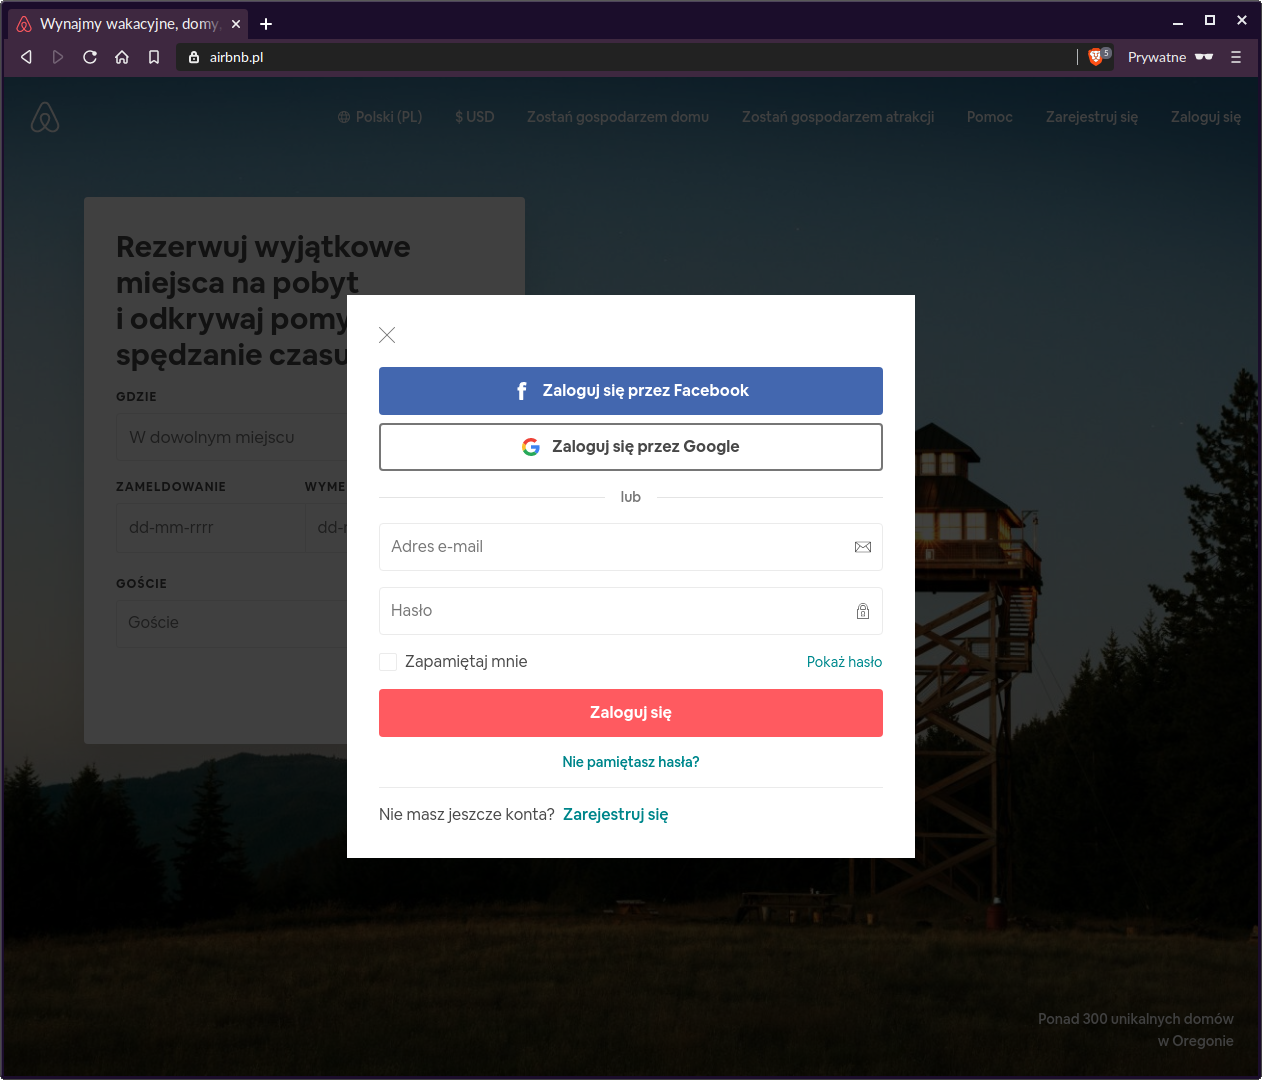 Wynajmy wakacyjne, domy,
airbnb.pl
5
Prywatne
Polski (PL)
$ USD
Zostań gospodarzem domu
Zostań gospodarzem atrakcji
Pomoc
Zarejestruj się
Zaloguj się
Rezerwuj wyjątkowe
miejsca na pobyt
i odkrywaj pomy
spędzanie czasu
GDZIE
W dowolnym miejscu
ZAMELDOWANIE
WYME
dd-mm-rrrr
GOŚCIE
Goście
Zaloguj się przez Facebook
Zaloguj się przez Google
lub
Adres e-mail
Hasło
Zapamiętaj mnie
Pokaż hasło
Zaloguj się
Nie pamiętasz hasła?
Nie masz jeszcze konta? Zarejestruj się
Ponad 300 unikalnych domów
w Oregonie